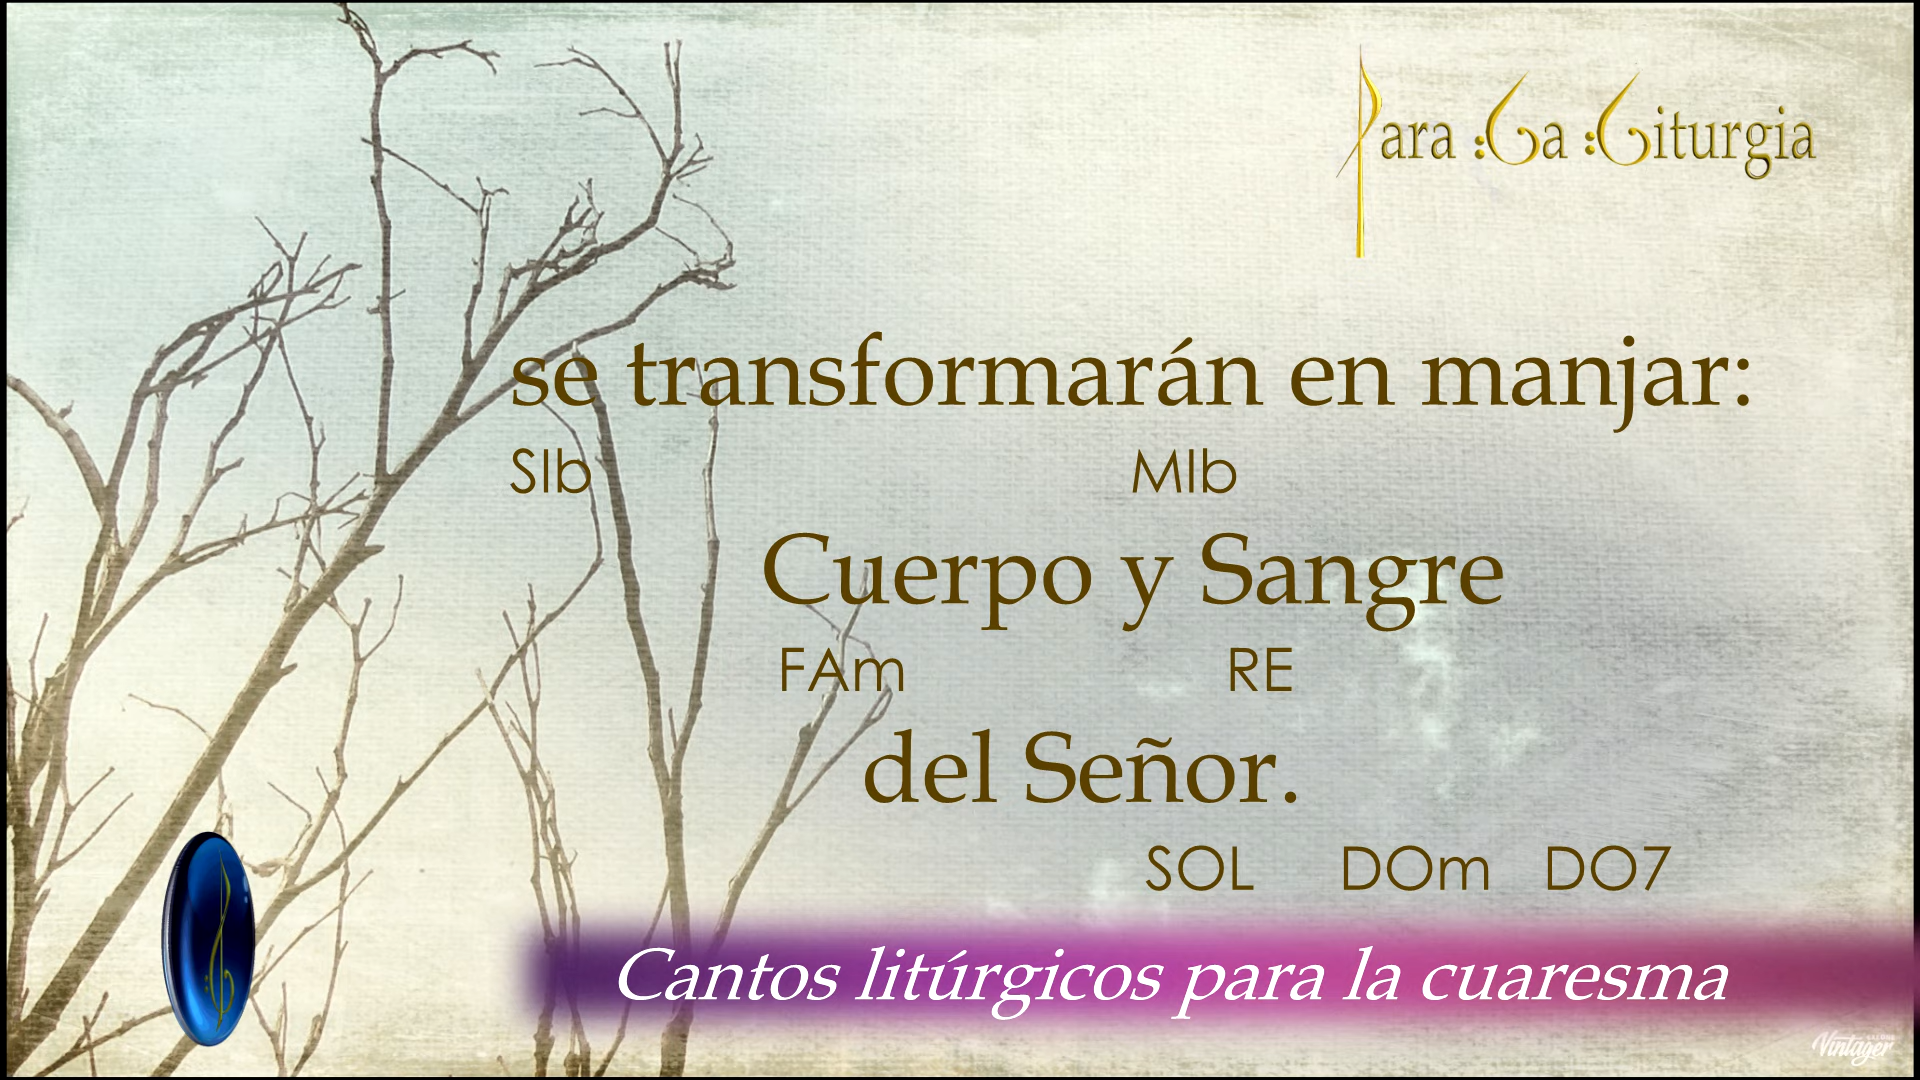 Para La Liturgia
se transformarán en manjar:
SIb MIb
Cuerpo y Sangre
FAm RE
del Señor.
SOL DOm DO7
Cantos litúrgicos para la cuaresma
Vintager